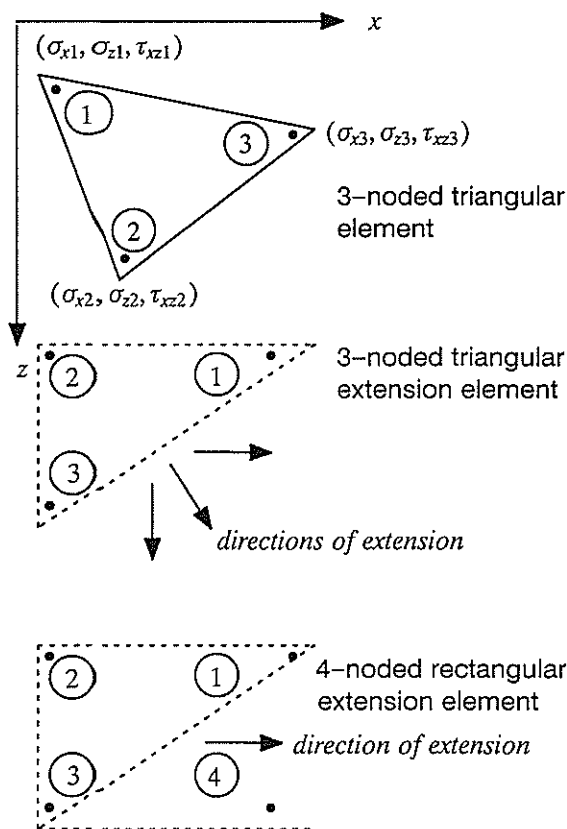 x
(σx1, σz1, τxz1)
1
3
(σx3, σz3, τxz3)
2
3–noded triangular
element
(σx2, σz2, τxz2)
z
2
1
3–noded triangular
extension element
3
directions of extension
2
1
4–noded rectangular
extension element
direction of extension
3
4